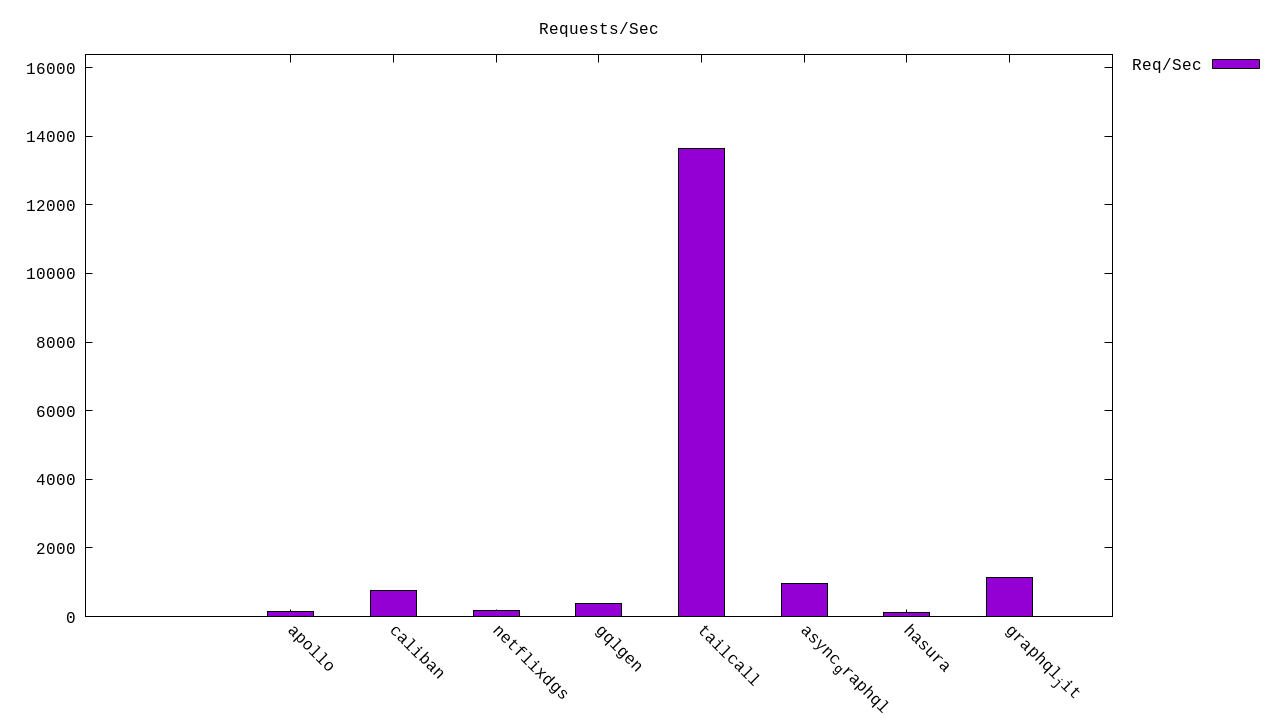 Requests/Sec
Req/Sec
16000
14000
12000
10000
8000
6000
4000
2000
0
apollo
caliban
netflixdgs
gqlgen
tailcall
async_graphql
hasura
graphql_jit